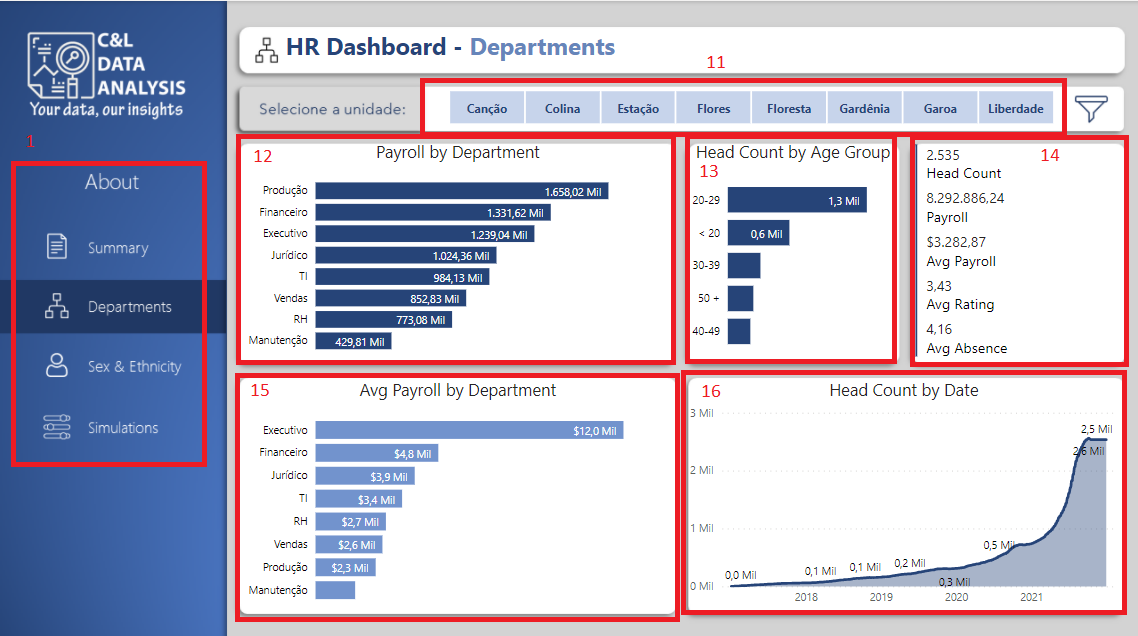 C&L
DATA
ANALYSIS
Your data, our insights
1
About
Summary
Departments
Sex & Ethnicity
Simulations
HR Dashboard - Departments
11
Selecione a unidade:
Canção Colina Estação Flores Floresta Gardênia Garoa Liberdade
12
Payroll by Department
Produção 1.658,02 Mil
Financeiro 1.331,62 Mil
Executivo 1.239,04 Mil
Jurídico 1.024,36 Mil
TI 984,13 Mil
Vendas 852,83 Mil
RH 773,08 Mil
Manutenção 429,81 Mil
Head Count by Age Group
13
20-29 1,3 Mil
< 20 0,6 Mil
30-39
50 +
40-49
14
2.535
Head Count
8.292.886,24
Payroll
$3.282,87
Avg Payroll
3,43
Avg Rating
4,16
Avg Absence
15
Avg Payroll by Department
Executivo $12,0 Mil
Financeiro $4,8 Mil
Jurídico $3,9 Mil
TI $3,4 Mil
RH $2,7 Mil
Vendas $2,6 Mil
Produção $2,3 Mil
Manutenção
16
Head Count by Date
3 Mil
2 Mil
1 Mil
0 Mil
0,0 Mil
0,1 Mil
0,1 Mil
0,2 Mil
0,3 Mil
0,5 Mil
2,6 Mil
2,5 Mil
2018 2019 2020 2021